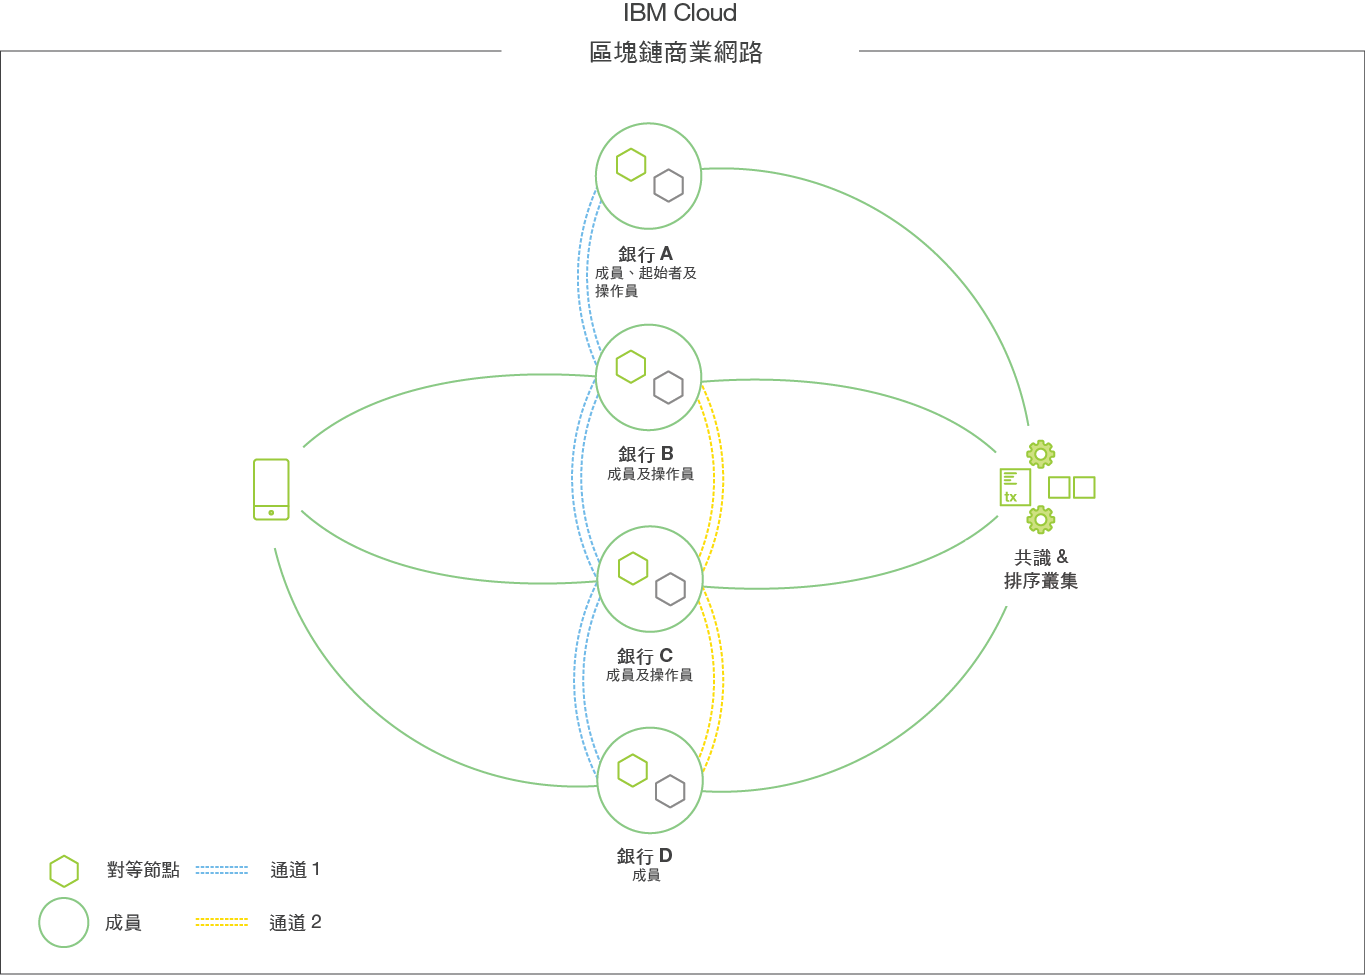 IBM Cloud
區塊鏈商業網路
銀行 A
成員、起始者及
操作員
銀行 B
成員及操作員
tx
共識 &
排序叢集
銀行 C
成員及操作員
銀行 D
成員
對等節點
通道 1
成員
通道 2